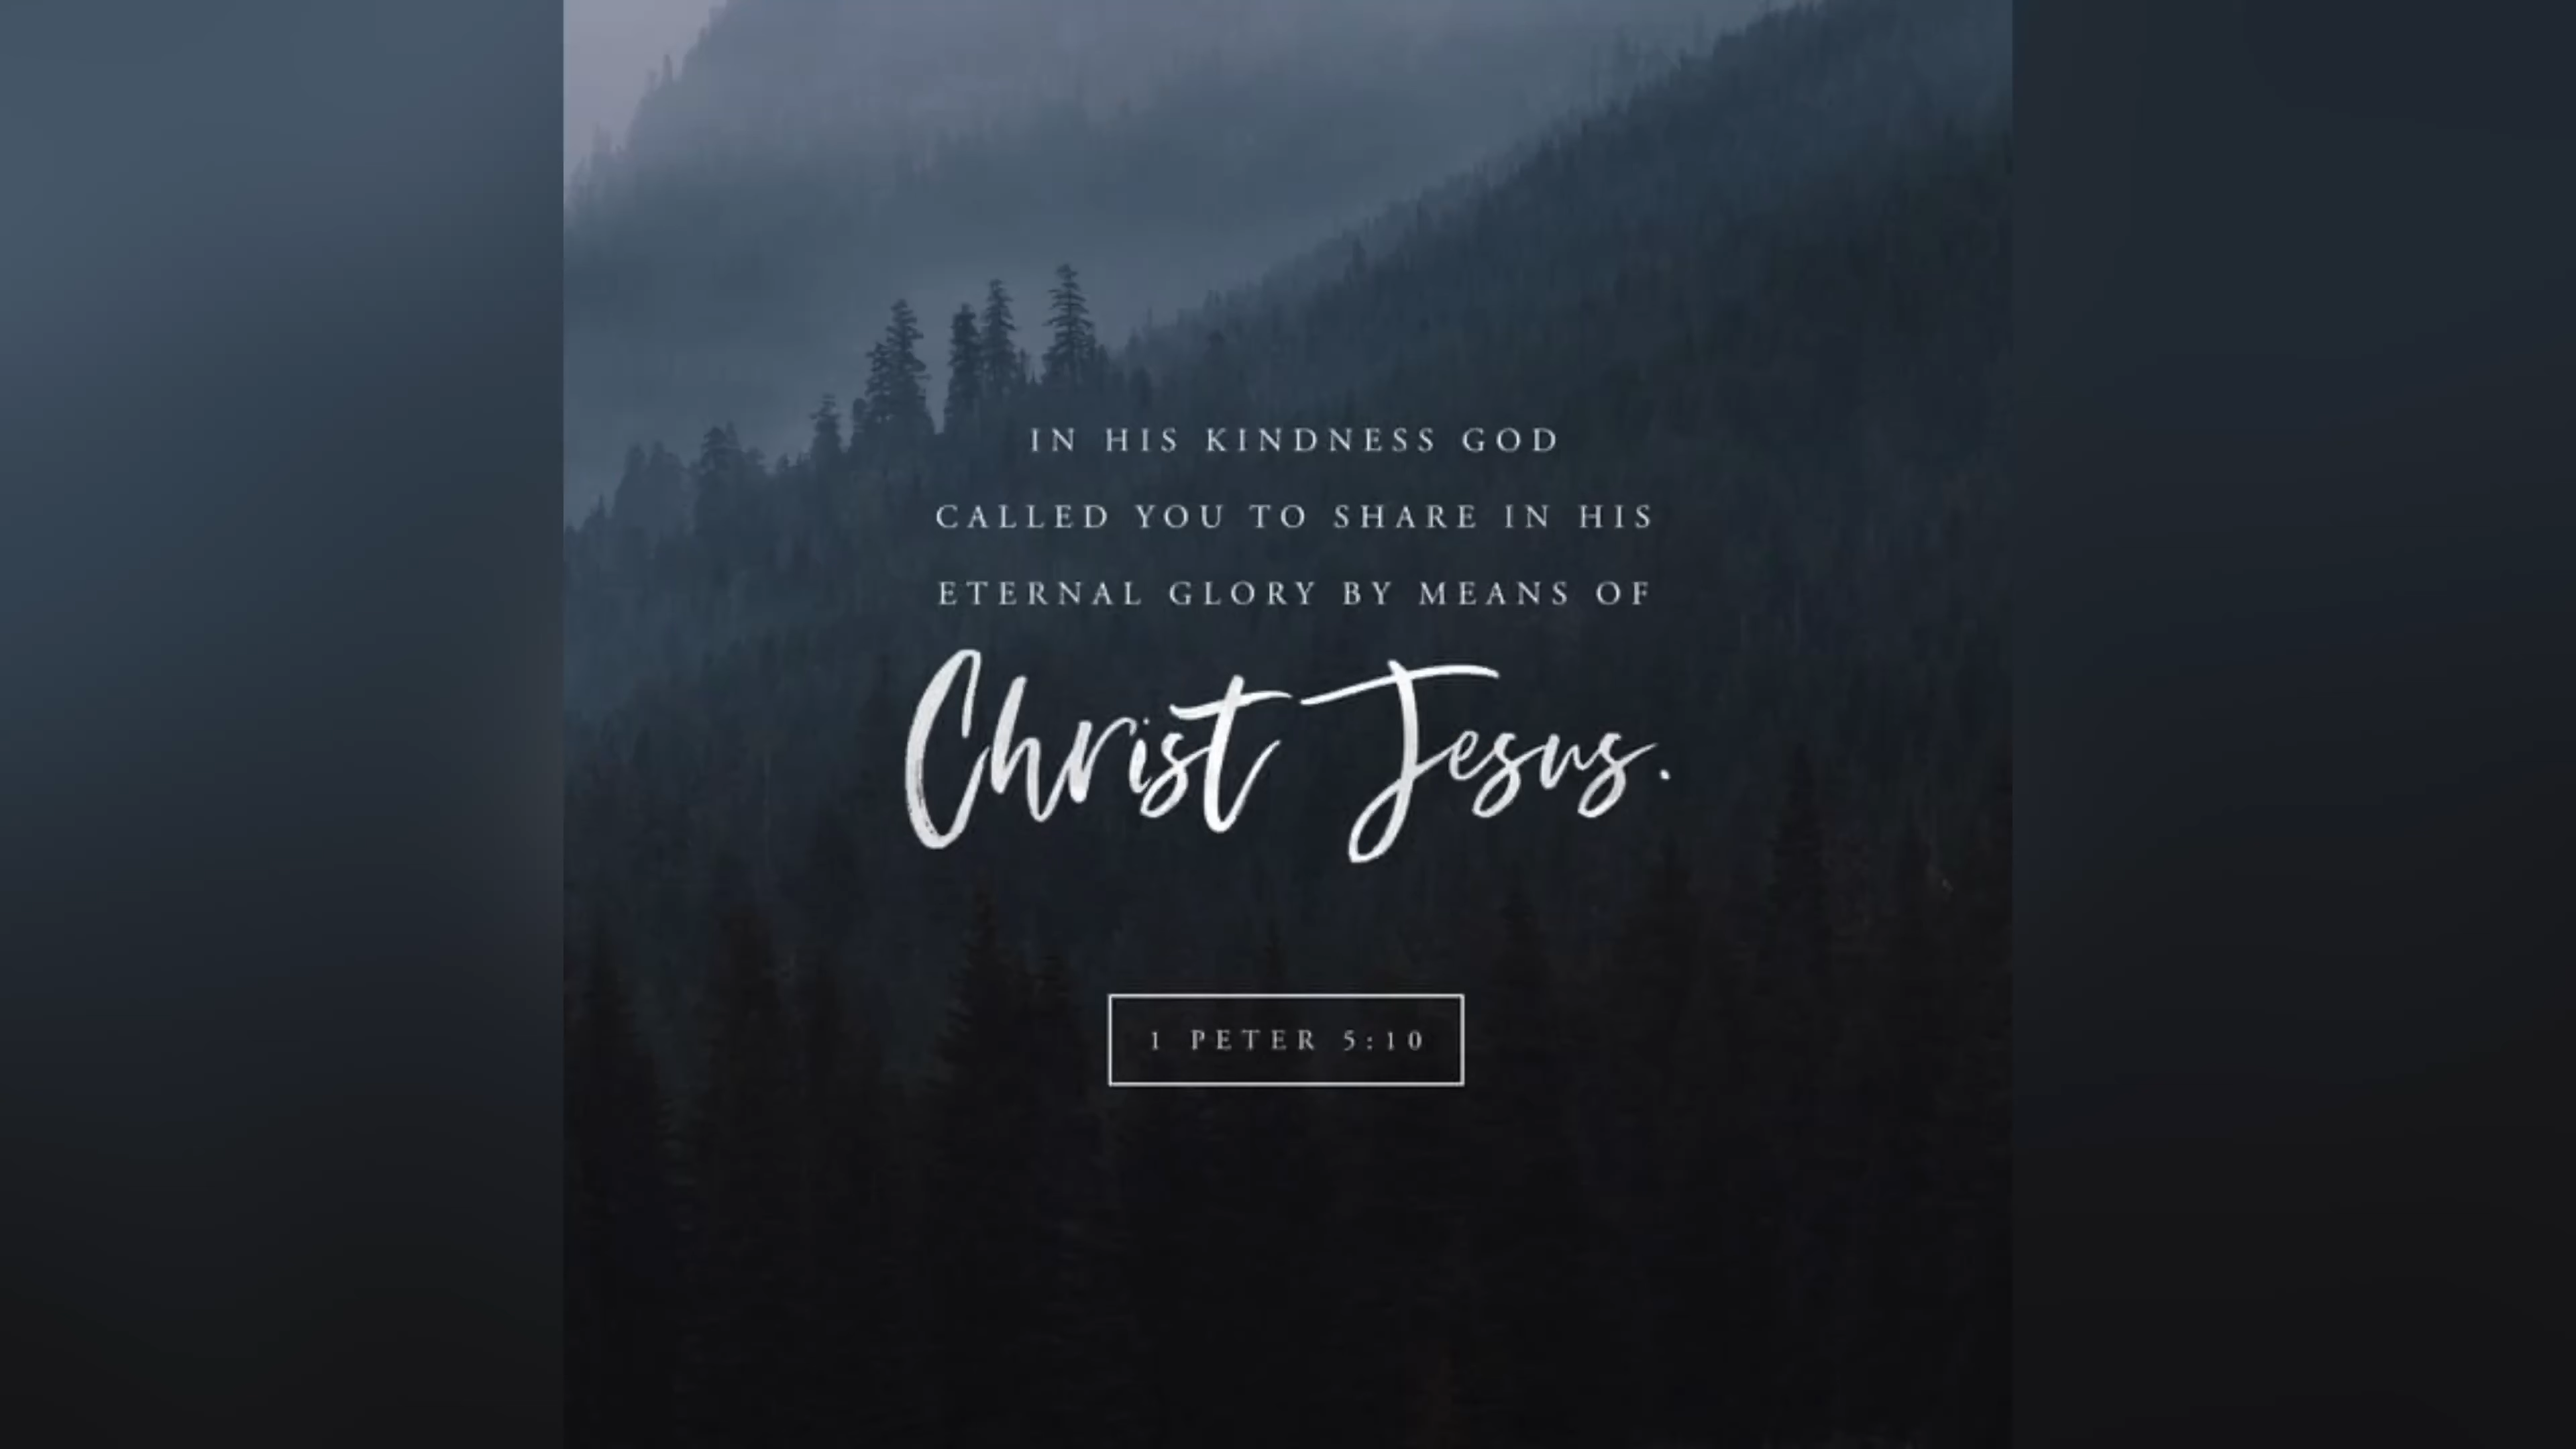 IN HIS KINDNESS GOD
CALLED YOU TO SHARE IN HIS
ETERNAL GLORY BY MEANS OF
Christ Jesus.
1 PETER 5:10